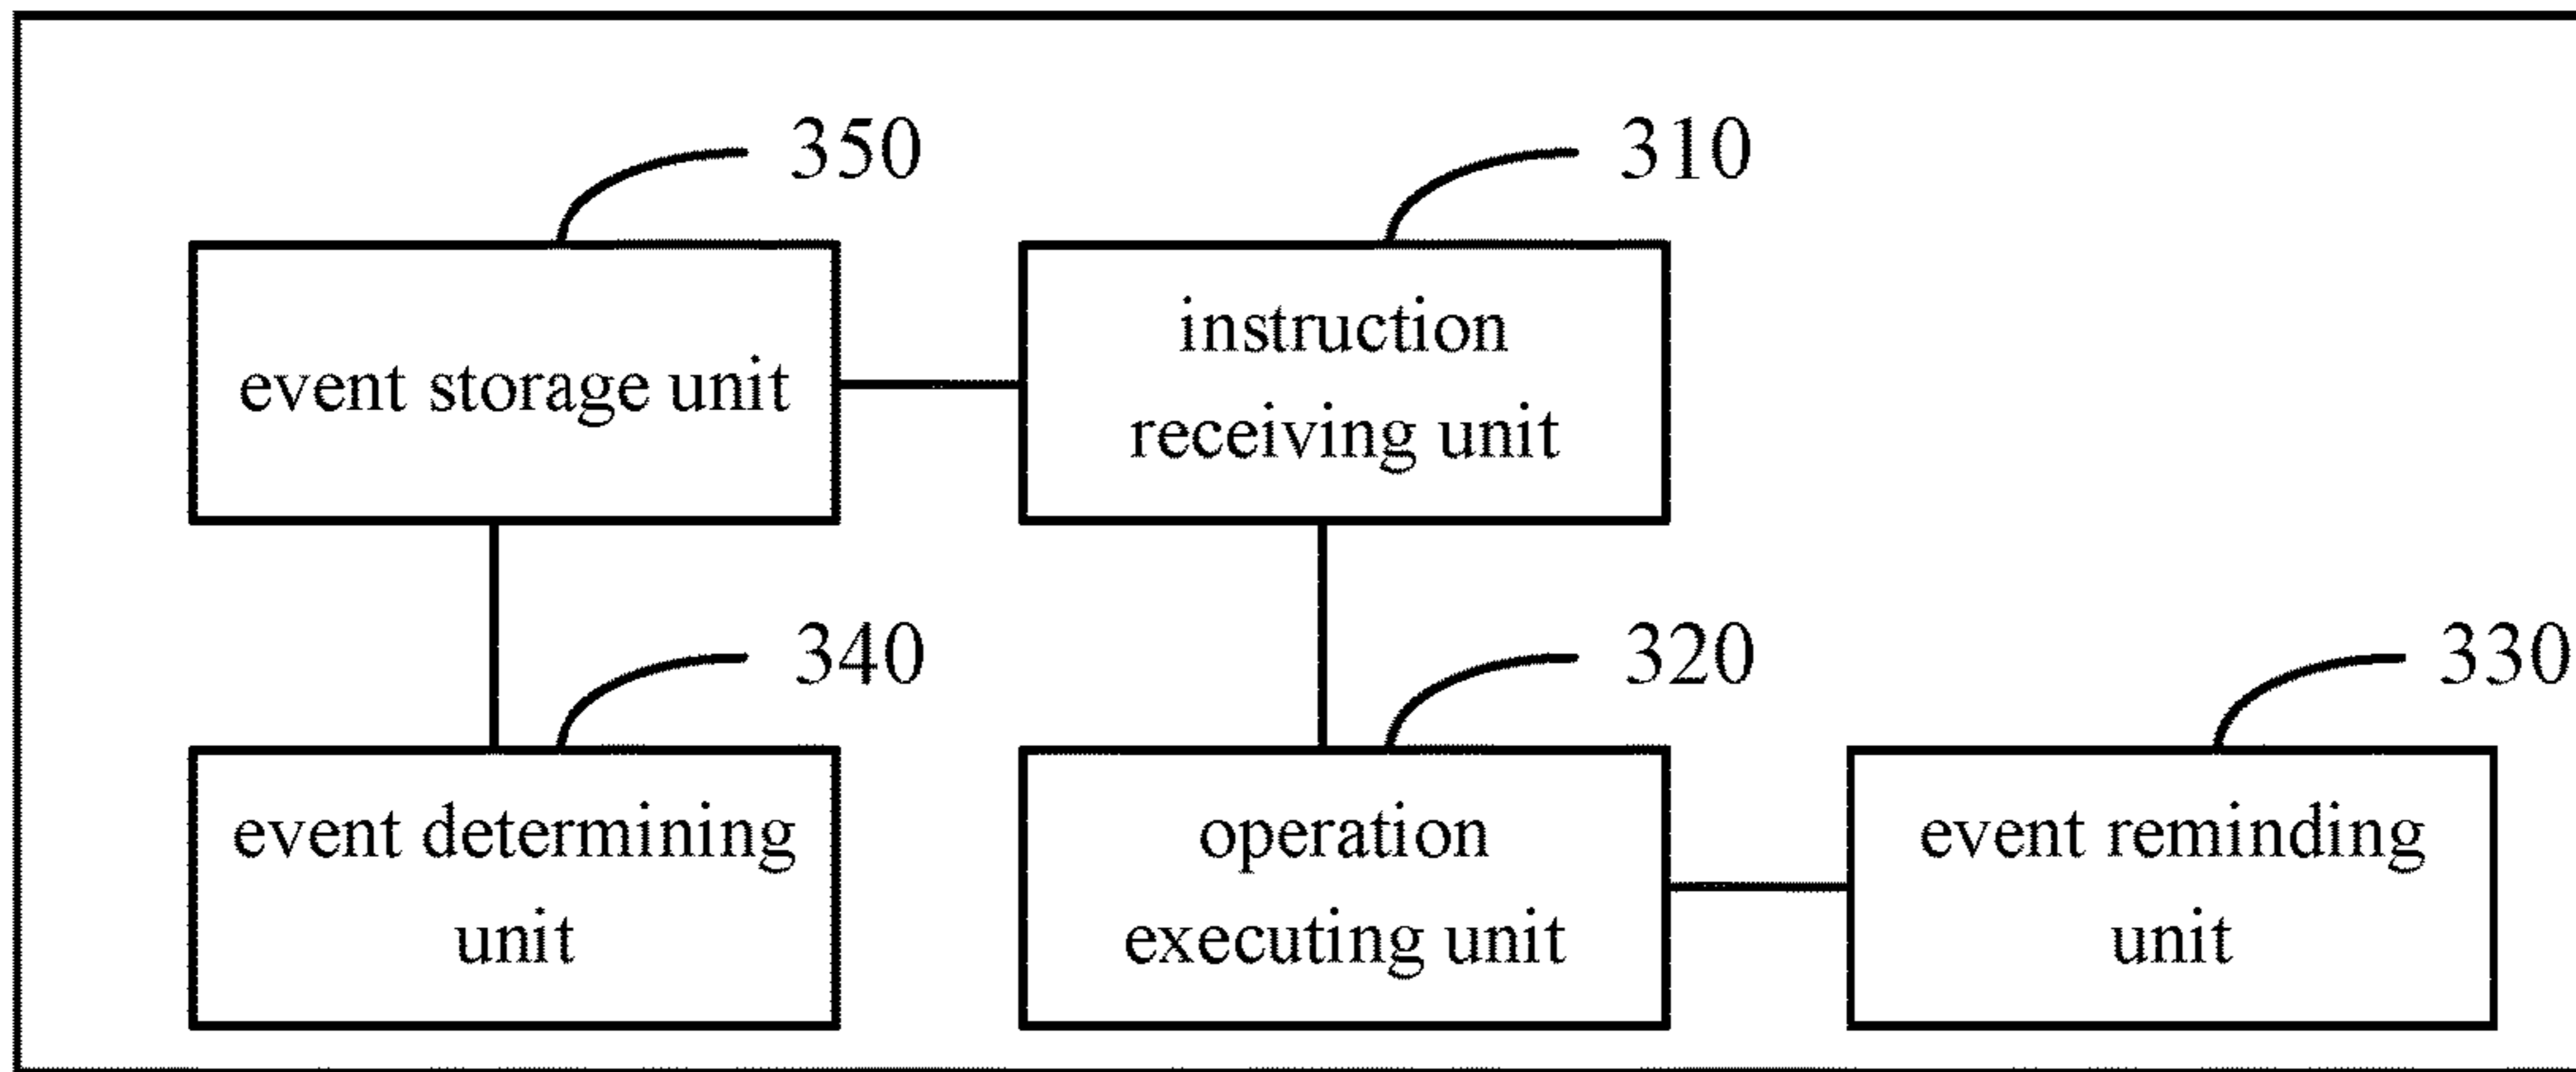 350
310
event storage unit
instruction
receiving unit
340
320
330
event determining
unit
operation
executing unit
event reminding
unit